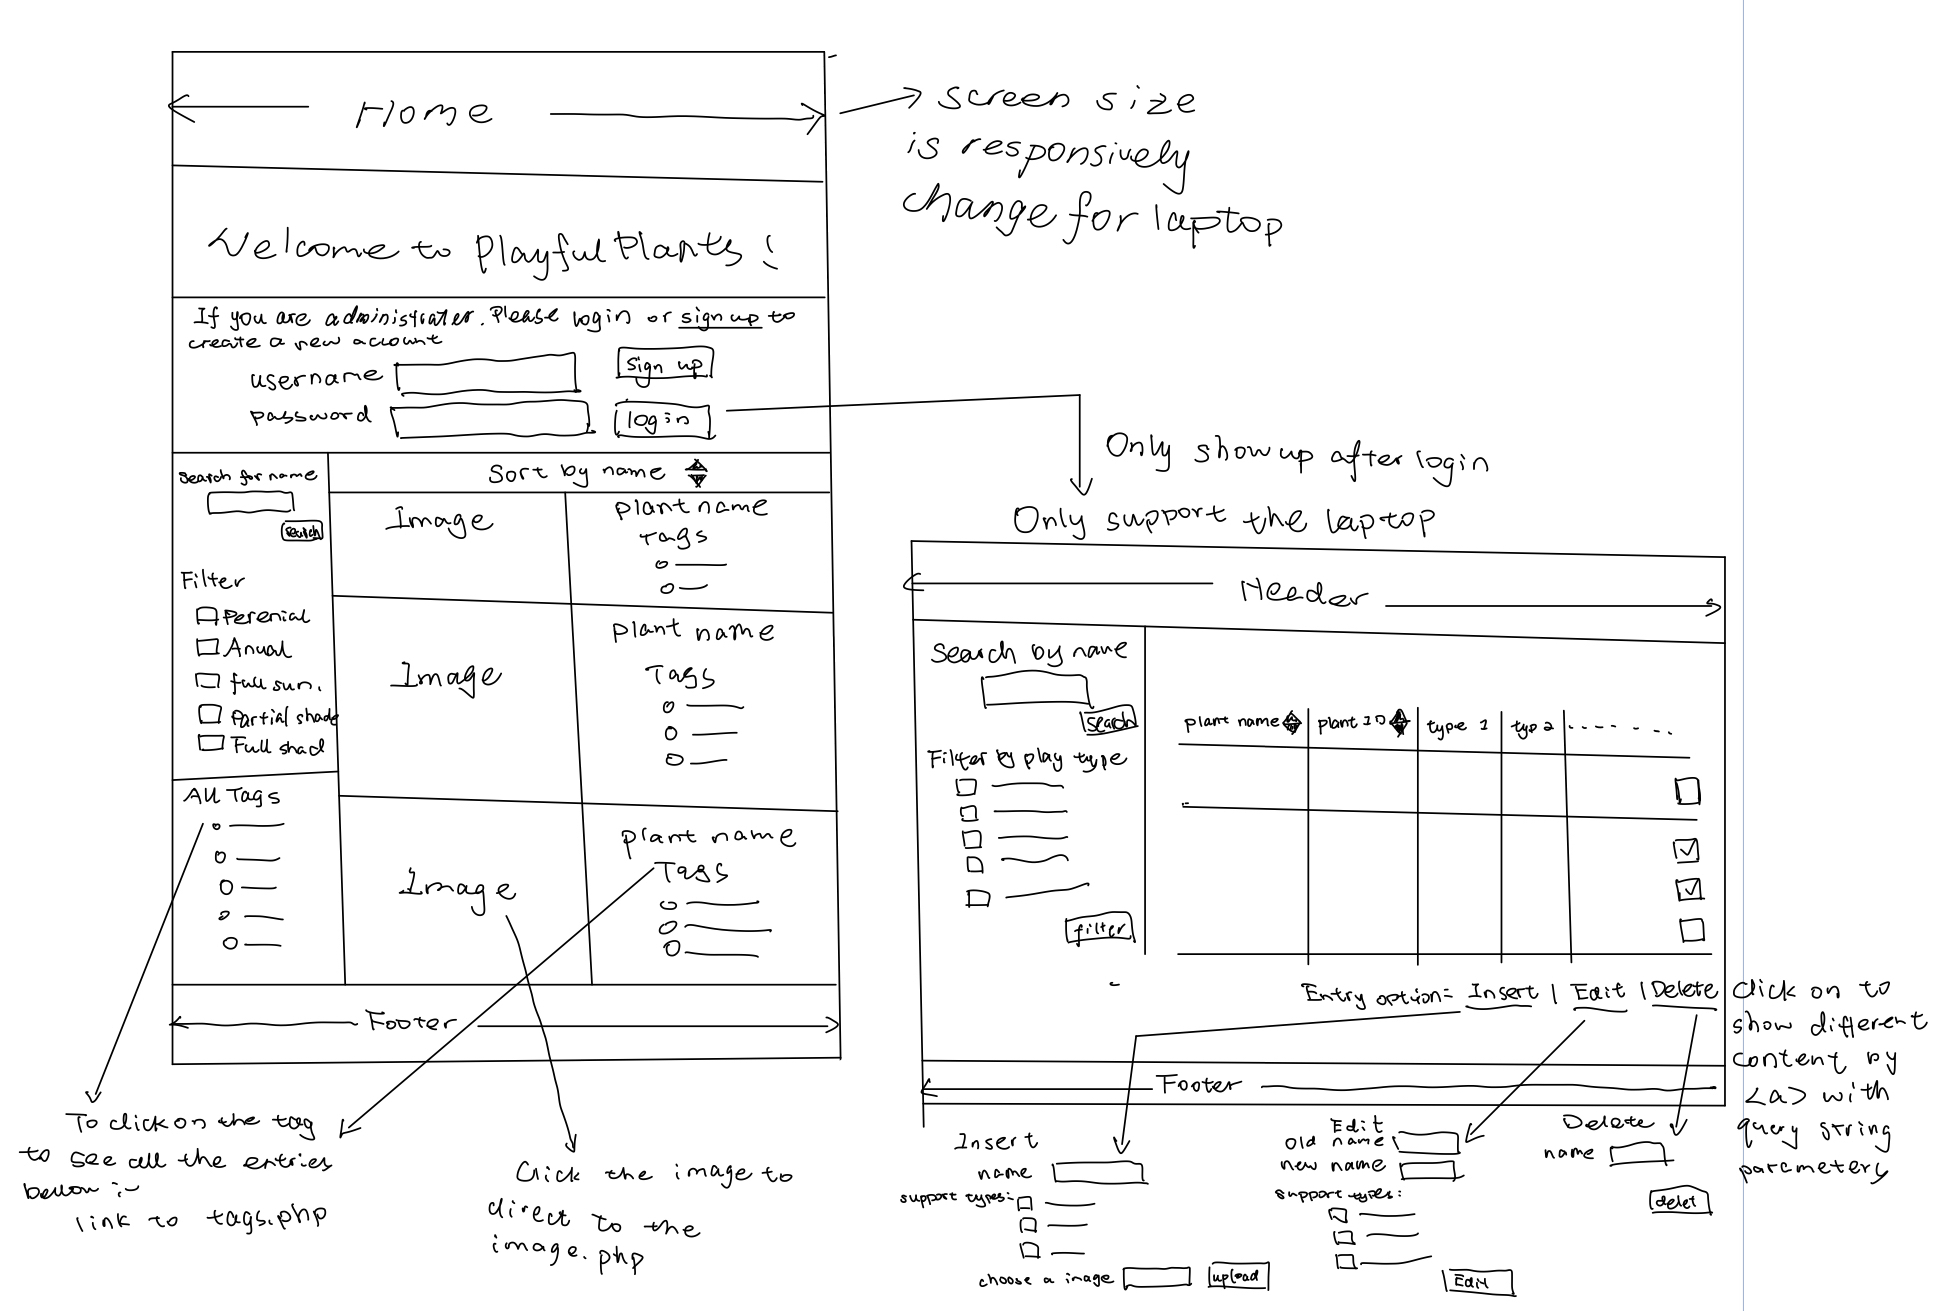 Home
screen size
is responsively
change for laptop
Welcome to Playful Plants !
If you are administrater. Please login or sign up to
create a new account
username
sign up
password
login
Only show up after login
Only support the laptop
Search for name
search
Filter
Perenial
Anual
full sun.
Partial shade
Full shad
All Tags
Sort by name
Image
plant name
Tags
Image
plant name
Tags
Image
plant name
Tags
Footer
To click on the tag
to see all the entries
bellow :-
link to tags.php
Click the image to
direct to the
image.php
Header
Search by name
search
Filter by play type
filter
plant name
plant ID
type 1
typ 2
Entry option: Insert | Edit | Delete
Click on to
show different
content by
<a> with
query string
parameters
Footer
Insert
name
support types:
choose a image
upload
Edit
old name
new name
support types:
Edit
Delete
name
delet